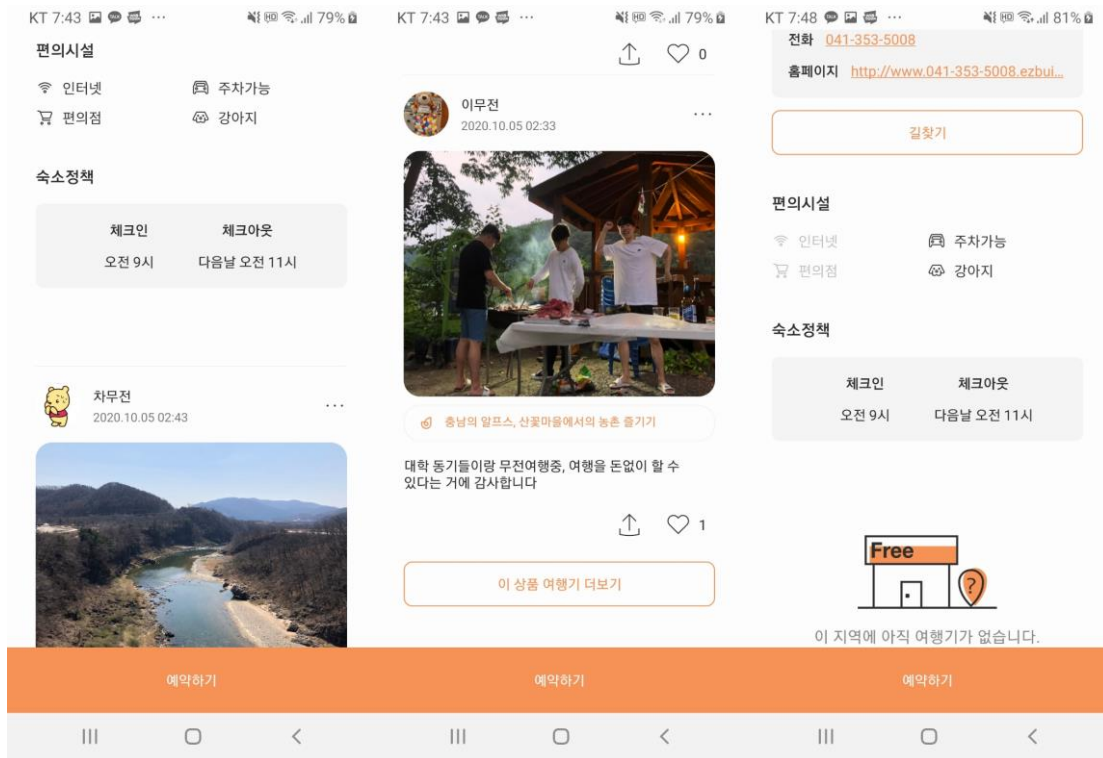 KT 7:43 ··· 79%
편의시설
인터넷 주차가능
편의점 강아지
숙소정책
체크인 체크아웃
오전 9시 다음날 오전 11시
차무전
2020.10.05 02:43
예약하기
KT 7:43 ··· 79%
0
이무전
2020.10.05 02:33
충남의 알프스, 산꽃마을에서의 농촌 즐기기
대학 동기들이랑 무전여행중, 여행을 돈없이 할 수
있다는 거에 감사합니다
1
이 상품 여행기 더보기
예약하기
KT 7:48 ··· 81%
전화 041-353-5008
홈페이지 http://www.041-353-5008.ezbui...
길찾기
편의시설
인터넷 주차가능
편의점 강아지
숙소정책
체크인 체크아웃
오전 9시 다음날 오전 11시
Free
?
이 지역에 아직 여행기가 없습니다.
예약하기